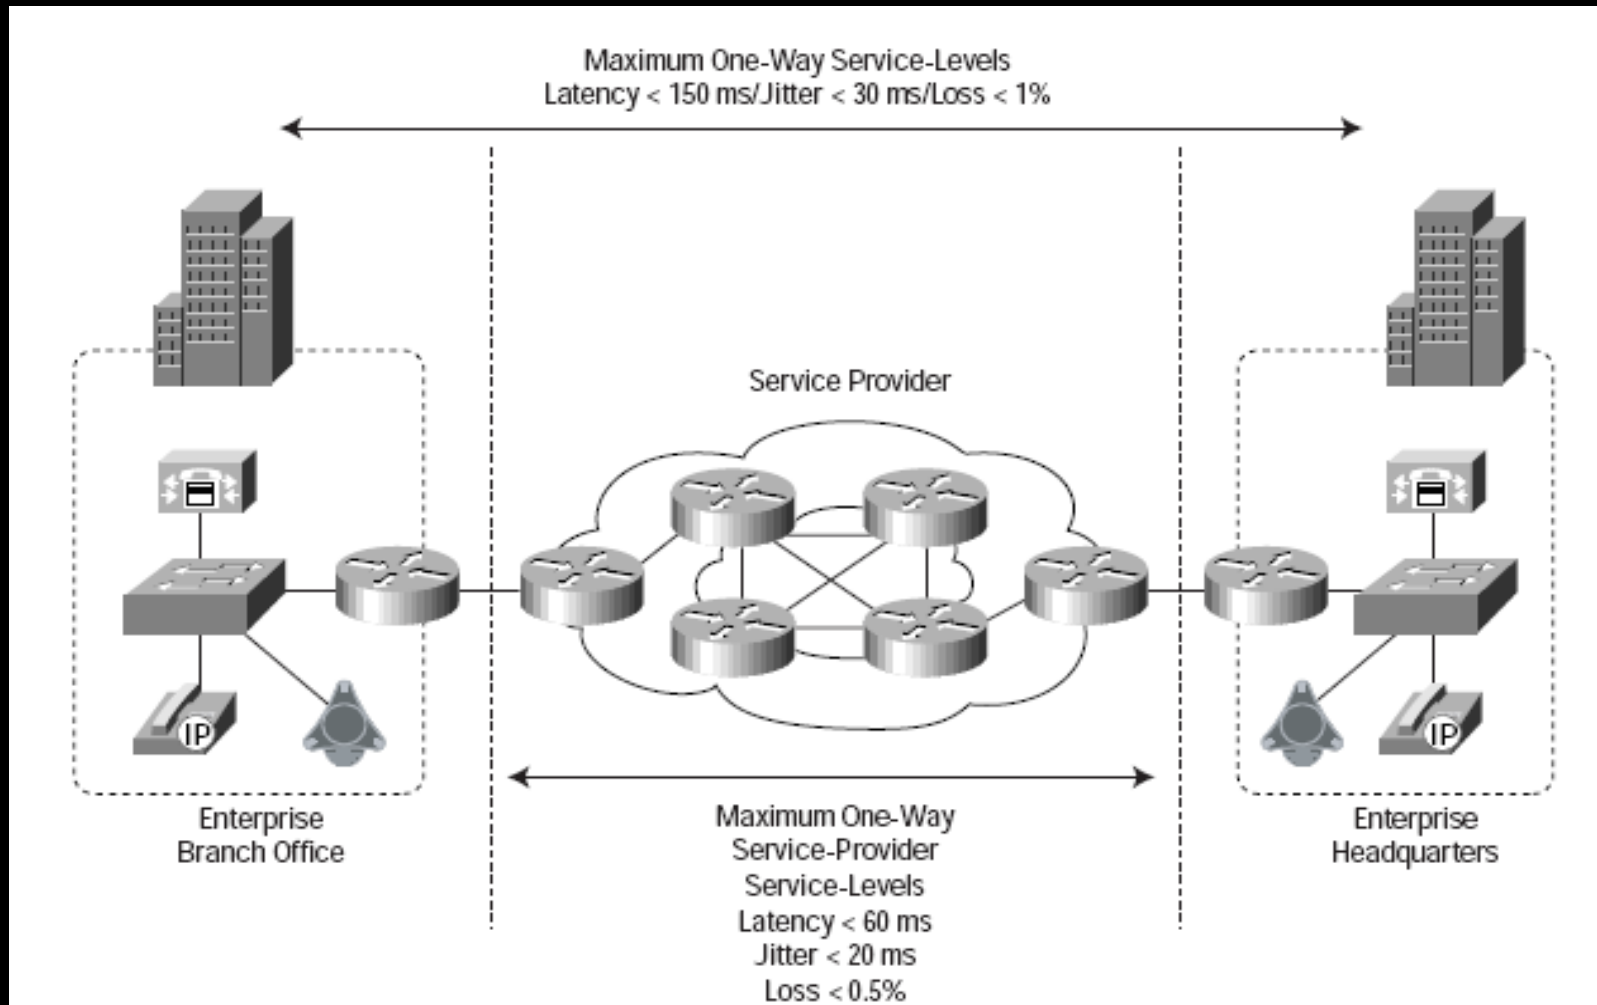 Maximum One-Way Service-Levels
Latency < 150 ms/Jitter < 30 ms/Loss < 1%
Service Provider
IP
IP
Enterprise
Branch Office
Maximum One-Way
Service-Provider
Service-Levels
Latency < 60 ms
Jitter < 20 ms
Loss < 0.5%
Enterprise
Headquarters